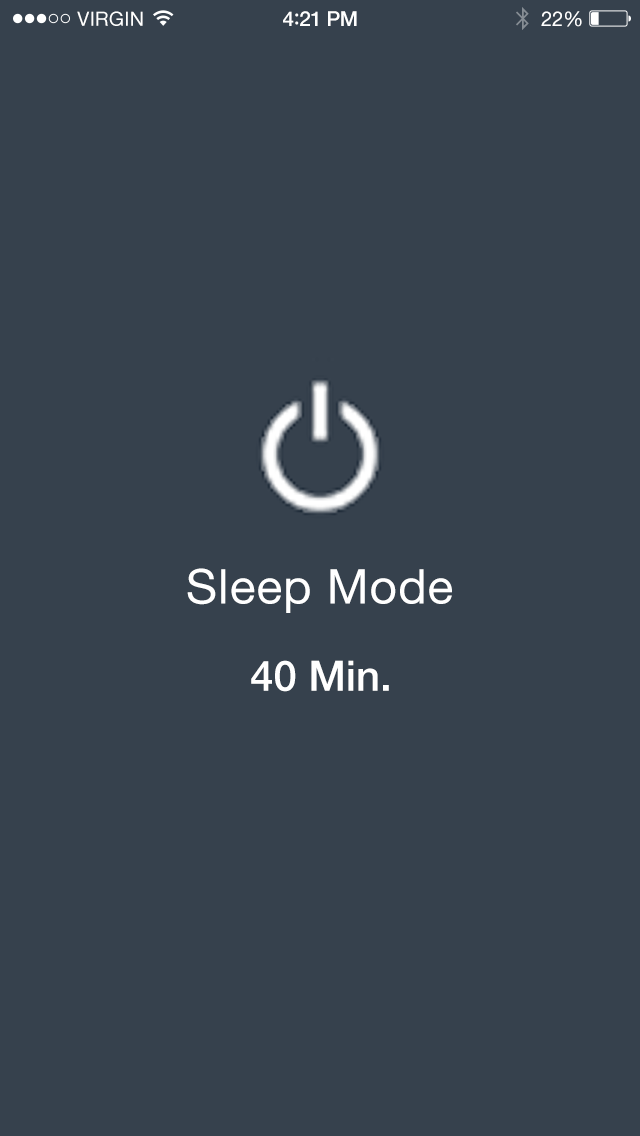 VIRGIN 4:21 PM 22%
Sleep Mode
40 Min.